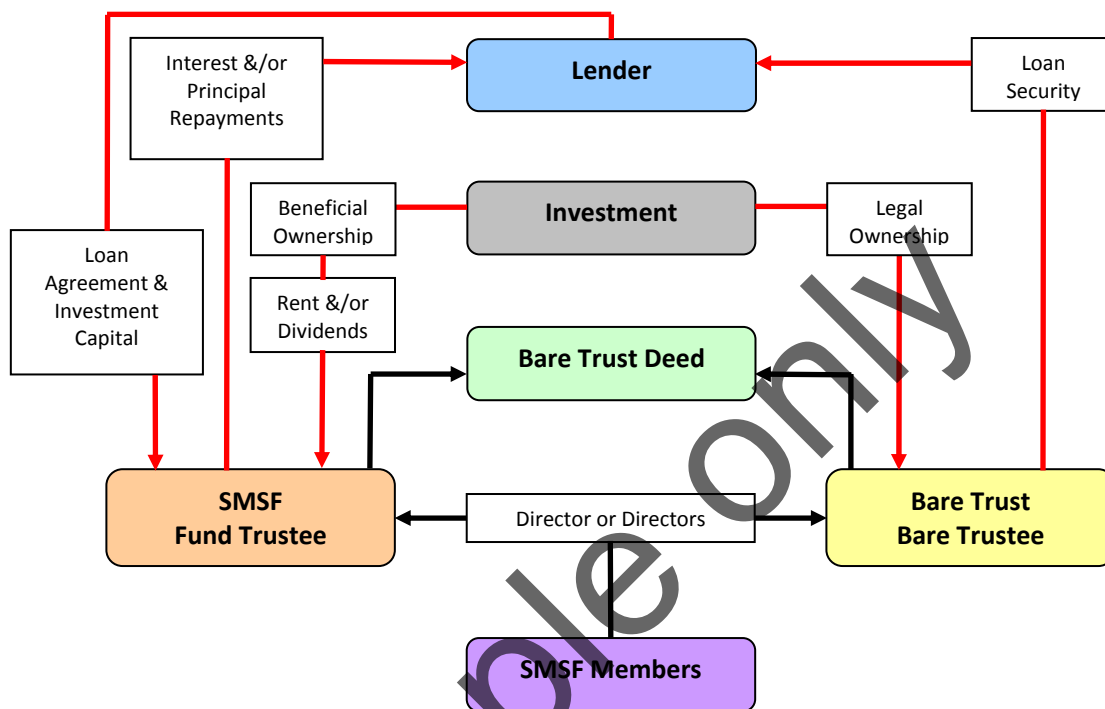 Interest &/or
Principal
Repayments
Lender
Loan
Security
Beneficial
Ownership
Investment
Legal
Ownership
Loan
Agreement &
Investment
Capital
Rent &/or
Dividends
Bare Trust Deed
SMSF
Fund Trustee
Director or Directors
Bare Trust
Bare Trustee
SMSF Members
ple only